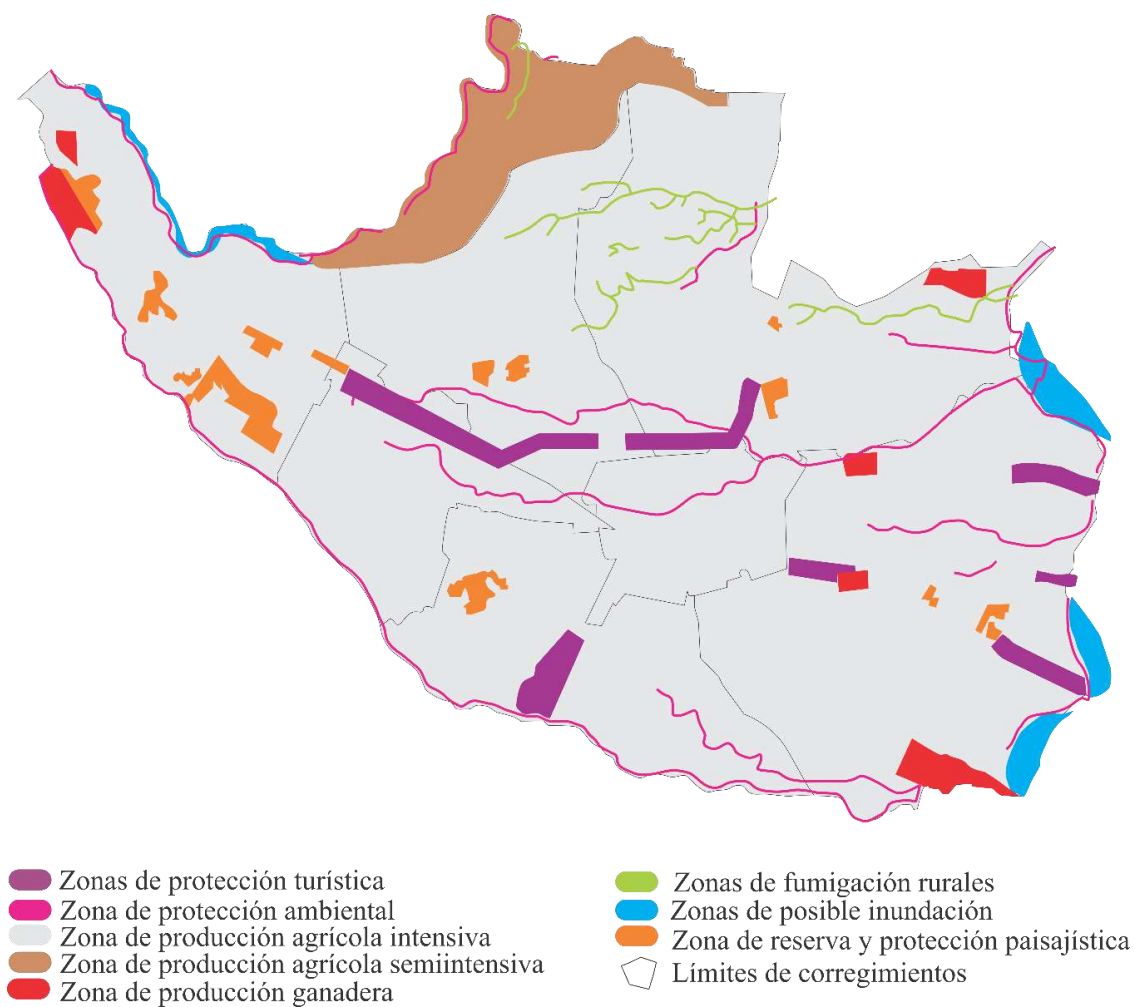 Zonas de protección turística
Zona de protección ambiental
Zona de producción agrícola intensiva
Zona de producción agrícola semiintensiva
Zona de producción ganadera
Zonas de fumigación rurales
Zonas de posible inundación
Zona de reserva y protección paisajística
Límites de corregimientos